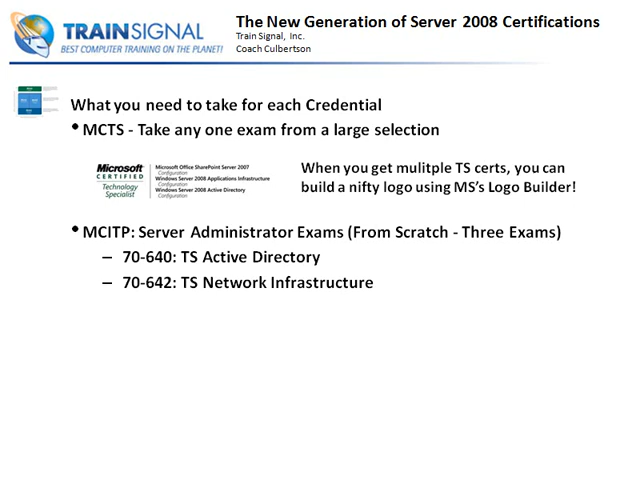 TRAINSIGNAL
BEST COMPUTER TRAINING ON THE PLANET!
The New Generation of Server 2008 Certifications
Train Signal, Inc.
Coach Culbertson
What you need to take for each Credential
• MCTS - Take any one exam from a large selection
Microsoft
CERTIFIED
Technology
Specialist
Microsoft Office SharePoint Server 2007
Configuration
Windows Server 2008 Applications Infrastructure
Configuration
Windows Server 2008 Active Directory
Configuration
When you get mulitple TS certs, you can
build a nifty logo using MS's Logo Builder!
• MCITP: Server Administrator Exams (From Scratch - Three Exams)
– 70-640: TS Active Directory
– 70-642: TS Network Infrastructure